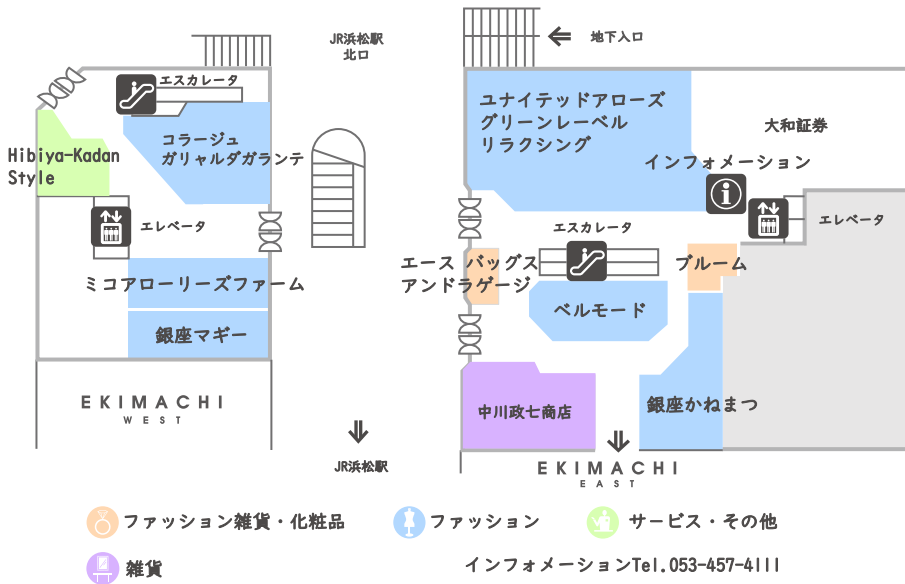 JR浜松駅
北口
地下入口
エスカレータ
コラージュ
ガリャルダガランテ
Hibiya-Kadan
Style
エレベータ
ミコアローリーズファーム
銀座マギー
EKIMACHI
WEST
JR浜松駅
ユナイテッドアローズ
グリーンレーベル
リラクシング
大和証券
インフォメーション
エレベータ
エスカレータ
エース バッグス
アンドラゲージ
ブルーム
ベルモード
中川政七商店
銀座かねまつ
EKIMACHI
EAST
ファッション雑貨・化粧品
ファッション
サービス・その他
雑貨
インフォメーションTel.053-457-4111